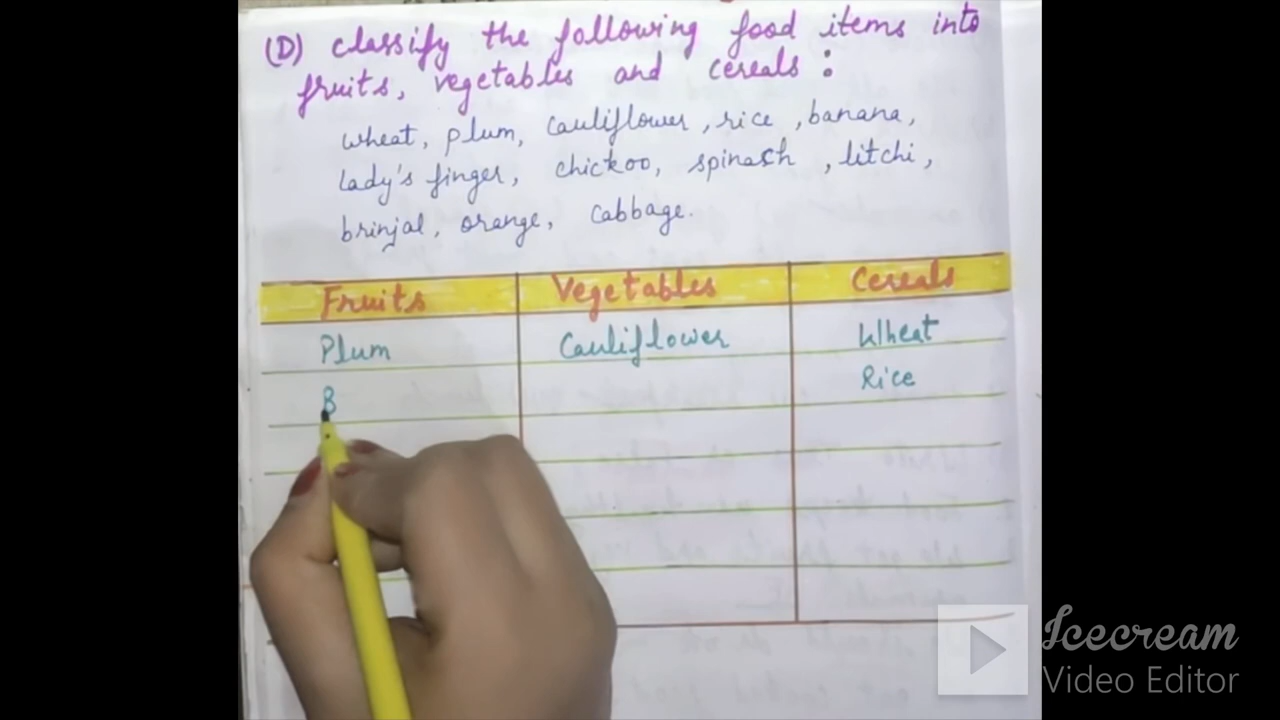 (D) Classify the following food items into
fruits, vegetables and cereals :
wheat, plum, cauliflower, rice, banana,
lady's finger, chickoo, spinach, litchi,
brinjal, orange, cabbage.
Fruits Vegetables Cereals
Plum Cauliflower Wheat
Rice
B
Icecream
Video Editor